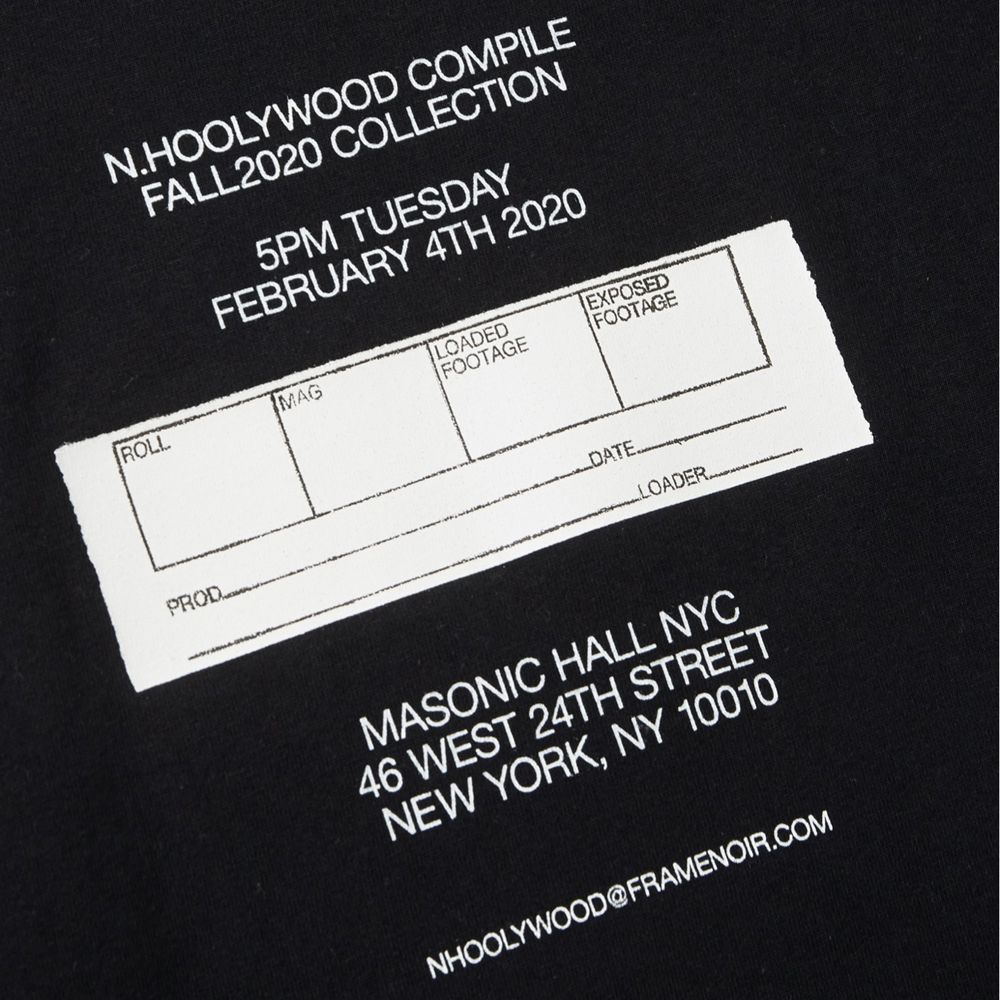 N.HOOLYWOOD COMPILE
FALL2020 COLLECTION
5PM TUESDAY
FEBRUARY 4TH 2020
ROLL
MAG
LOADED
FOOTAGE
EXPOSED
FOOTAGE
PROD. DATE
LOADER
MASONIC HALL NYC
46 WEST 24TH STREET
NEW YORK, NY 10010
NHOOLYWOOD@FRAMENOIR.COM